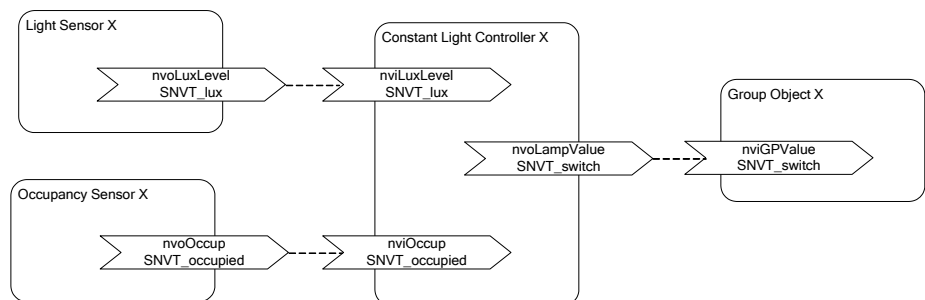 Light Sensor X
nvoLuxLevel
SNVT_lux
Constant Light Controller X
nviLuxLevel
SNVT_lux
Group Object X
nvoLampValue
SNVT_switch
nviGPValue
SNVT_switch
Occupancy Sensor X
nvoOccup
SNVT_occupied
nviOccup
SNVT_occupied